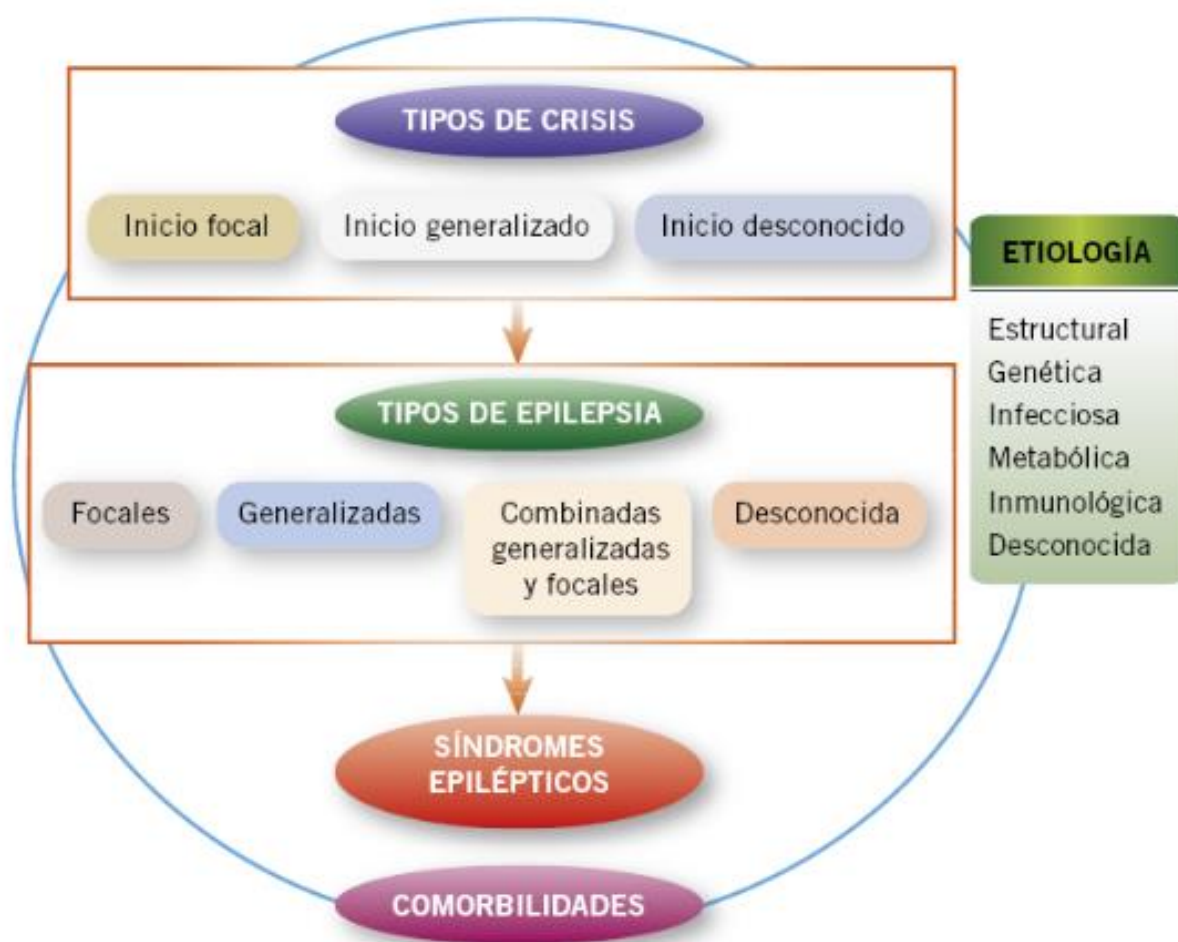 TIPOS DE CRISIS
Inicio focal
Inicio generalizado
Inicio desconocido
ETIOLOGÍA
Estructural
Genética
Infecciosa
Metabólica
Inmunológica
Desconocida
TIPOS DE EPILEPSIA
Focales
Generalizadas
Combinadas
generalizadas
y focales
Desconocida
SÍNDROMES
EPILÉPTICOS
COMORBILIDADES